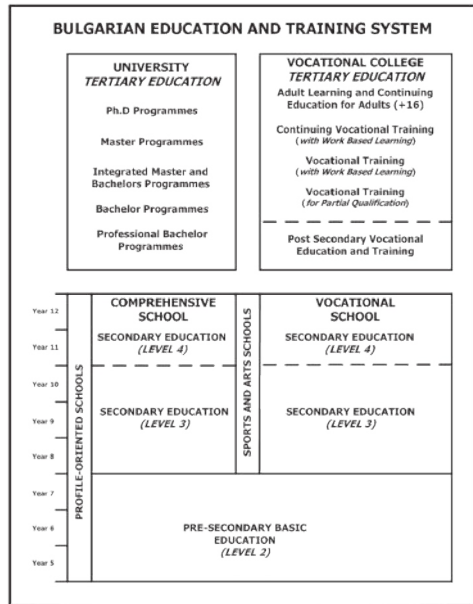 BULGARIAN EDUCATION AND TRAINING SYSTEM
UNIVERSITY
TERTIARY EDUCATION
Ph.D Programmes
Master Programmes
Integrated Master and
Bachelors Programmes
Bachelor Programmes
Professional Bachelor
Programmes
VOCATIONAL COLLEGE
TERTIARY EDUCATION
Adult Learning and Continuing
Education for Adults (+16)
Continuing Vocational Training
(with Work Based Learning)
Vocational Training
(with Work Based Learning)
Vocational Training
(for Partial Qualification)
Post Secondary Vocational
Education and Training
Year 12
Year 11
Year 10
Year 9
Year 8
Year 7
Year 6
Year 5
PROFILE-ORIENTED SCHOOLS
COMPREHENSIVE
SCHOOL
SECONDARY EDUCATION
(LEVEL 4)
SECONDARY EDUCATION
(LEVEL 3)
SPORTS AND ARTS SCHOOLS
VOCATIONAL
SCHOOL
SECONDARY EDUCATION
(LEVEL 4)
SECONDARY EDUCATION
(LEVEL 3)
PRE-SECONDARY BASIC
EDUCATION
(LEVEL 2)